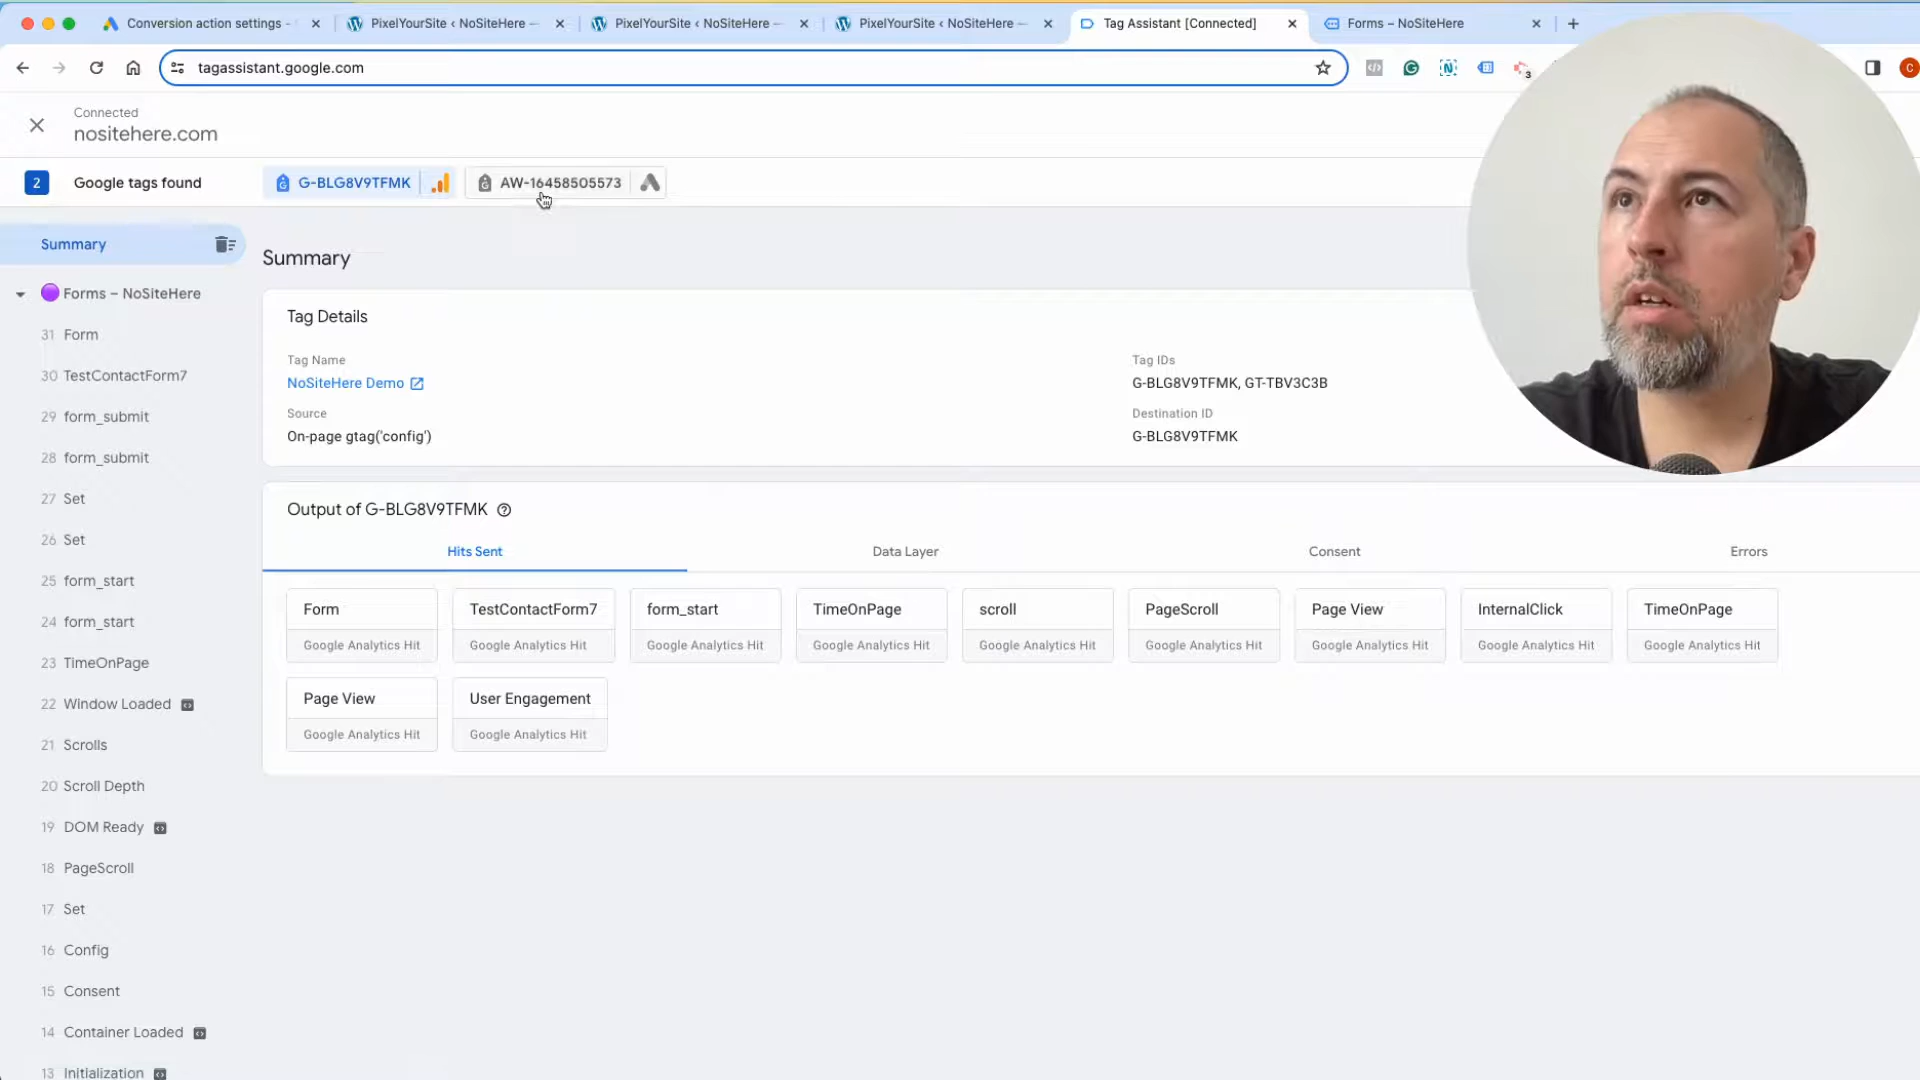 Conversion action settings -
PixelYourSite ‹ NoSiteHere —
PixelYourSite ‹ NoSiteHere —
PixelYourSite ‹ NoSiteHere —
Tag Assistant [Connected]
Forms – NoSiteHere
tagassistant.google.com
3
C
Connected
nositehere.com
2
Google tags found
G-BLG8V9TFMK
AW-16458505573
Summary
Forms – NoSiteHere
31 Form
30 TestContactForm7
29 form_submit
28 form_submit
27 Set
26 Set
25 form_start
24 form_start
23 TimeOnPage
22 Window Loaded
21 Scrolls
20 Scroll Depth
19 DOM Ready
18 PageScroll
17 Set
16 Config
15 Consent
14 Container Loaded
13 Initialization
Summary
Tag Details
Tag Name
NoSiteHere Demo
Source
On-page gtag('config')
Tag IDs
G-BLG8V9TFMK, GT-TBV3C3B
Destination ID
G-BLG8V9TFMK
Output of G-BLG8V9TFMK
Hits Sent
Data Layer
Consent
Errors
Form
Google Analytics Hit
TestContactForm7
Google Analytics Hit
form_start
Google Analytics Hit
TimeOnPage
Google Analytics Hit
scroll
Google Analytics Hit
PageScroll
Google Analytics Hit
Page View
Google Analytics Hit
InternalClick
Google Analytics Hit
TimeOnPage
Google Analytics Hit
Page View
Google Analytics Hit
User Engagement
Google Analytics Hit